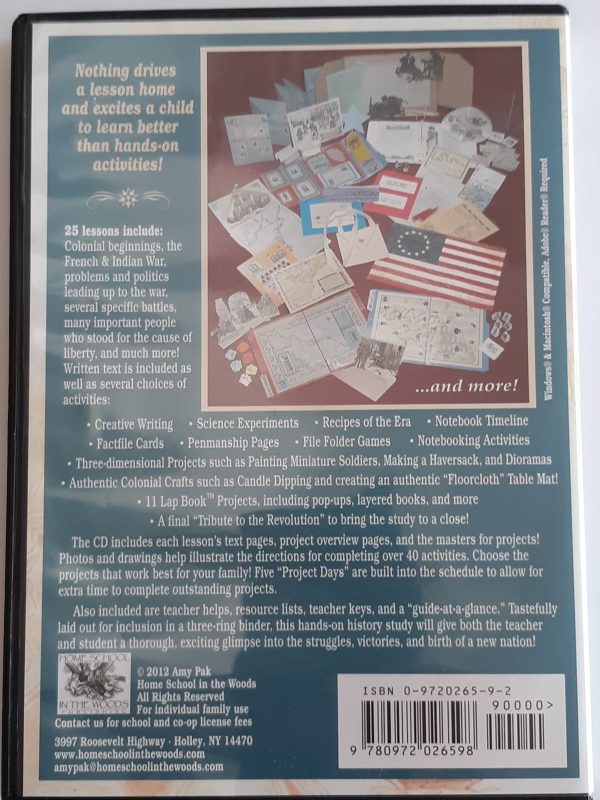 Nothing drives
a lesson home
and excites a child
to learn better
than hands-on
activities!
25 lessons include:
Colonial beginnings, the
French & Indian War,
problems and politics
leading up to the war,
several specific battles,
many important people
who stood for the cause of
liberty, and much more!
Written text is included as
well as several choices of
activities:
...and more!
Windows® & Macintosh® Compatible. Adobe® Reader® Required
• Creative Writing • Science Experiments • Recipes of the Era • Notebook Timeline
• Factfile Cards • Penmanship Pages • File Folder Games • Notebooking Activities
• Three-dimensional Projects such as Painting Miniature Soldiers, Making a Haversack, and Dioramas
• Authentic Colonial Crafts such as Candle Dipping and creating an authentic “Floorcloth” Table Mat!
• 11 Lap Book™ Projects, including pop-ups, layered books, and more
• A final “Tribute to the Revolution” to bring the study to a close!
The CD includes each lesson's text pages, project overview pages, and the masters for projects!
Photos and drawings help illustrate the directions for completing over 40 activities. Choose the
projects that work best for your family! Five “Project Days” are built into the schedule to allow for
extra time to complete outstanding projects.
Also included are teacher helps, resource lists, teacher keys, and a “guide-at-a-glance.” Tastefully
laid out for inclusion in a three-ring binder, this hands-on history study will give both the teacher
and student a thorough, exciting glimpse into the struggles, victories, and birth of a new nation!
HOME SCHOOL
IN THE WOODS
© 2012 Amy Pak
Home School in the Woods
All Rights Reserved
For individual family use
Contact us for school and co-op license fees
3997 Roosevelt Highway · Holley, NY 14470
www.homeschoolinthewoods.com
amypak@homeschoolinthewoods.com
ISBN 0-9720265-9-2
90000>
9 780972 026598